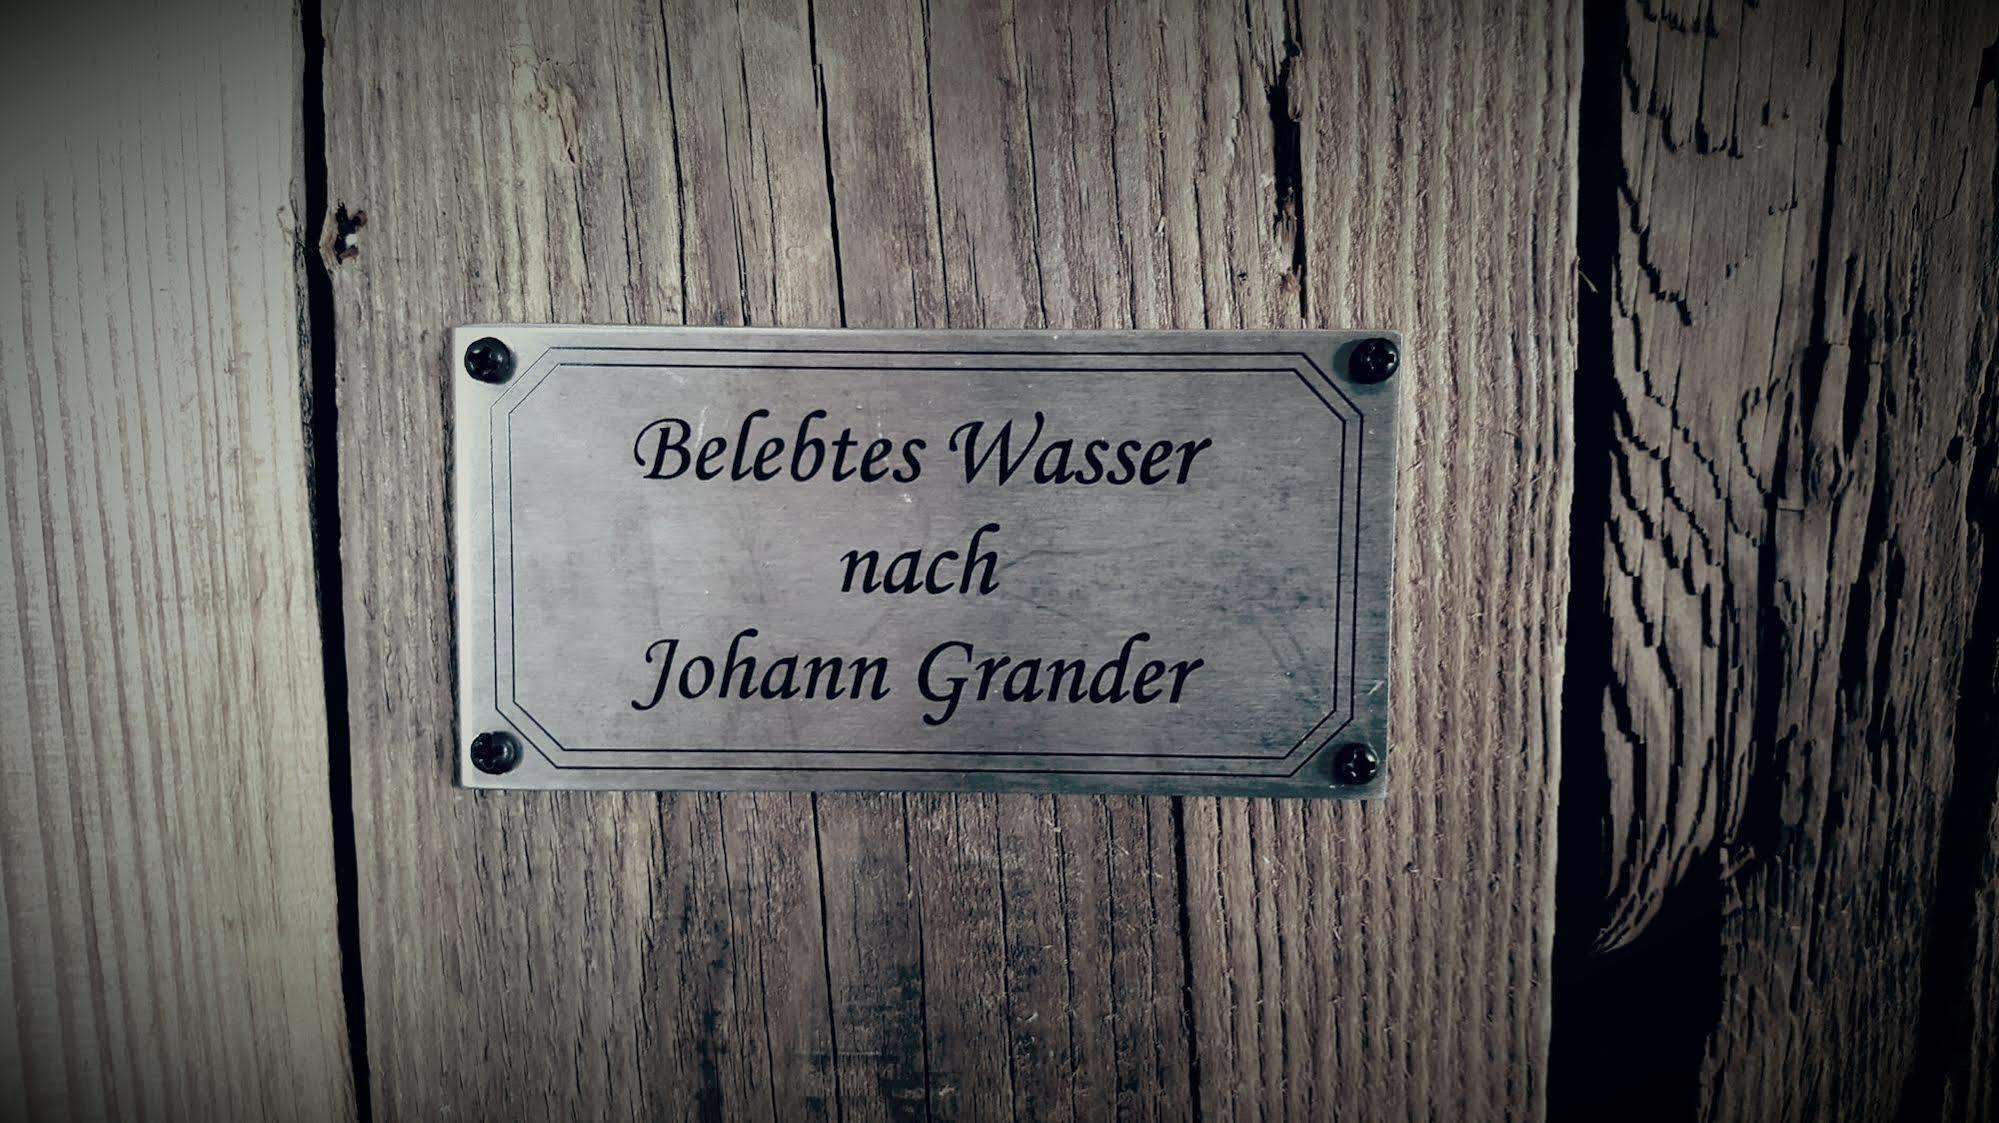 Belebtes Wasser
nach
Johann Grander